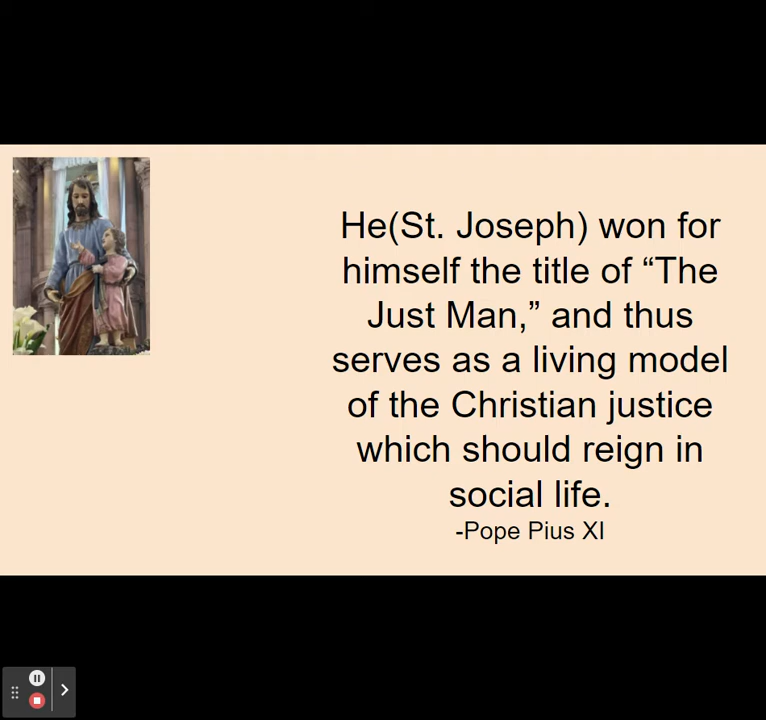 He(St. Joseph) won for
himself the title of “The
Just Man,” and thus
serves as a living model
of the Christian justice
which should reign in
social life.
-Pope Pius XI